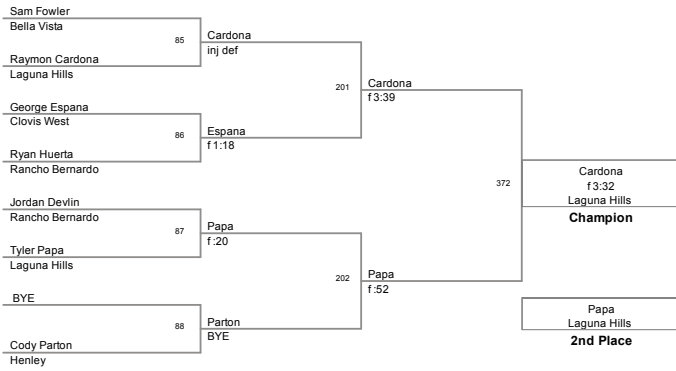 Sam Fowler
Bella Vista
85
Raymon Cardona
Laguna Hills
Cardona
inj def
George Espana
Clovis West
86
Ryan Huerta
Rancho Bernardo
Espana
f 1:18
201
Cardona
f 3:39
Jordan Devlin
Rancho Bernardo
87
Tyler Papa
Laguna Hills
Papa
f :20
BYE
88
Cody Parton
Henley
Parton
BYE
202
Papa
f :52
372
Cardona
f 3:32
Laguna Hills
Champion
Papa
Laguna Hills
2nd Place